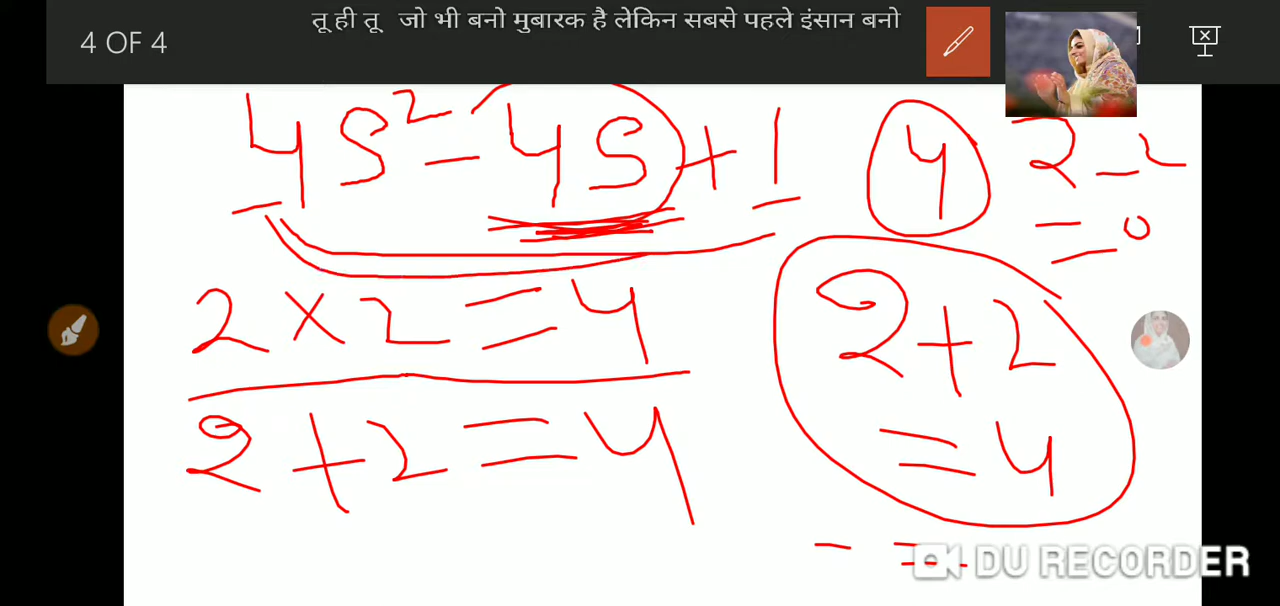 तू ही तू जो भी बनो मुबारक है लेकिन सबसे पहले इंसान बनो
4 OF 4
4S² - 4S + 1
4
2 - 2
= 0
2 × 2 = 4
2 + 2
= 4
2 + 2 = 4
- =
DU RECORDER